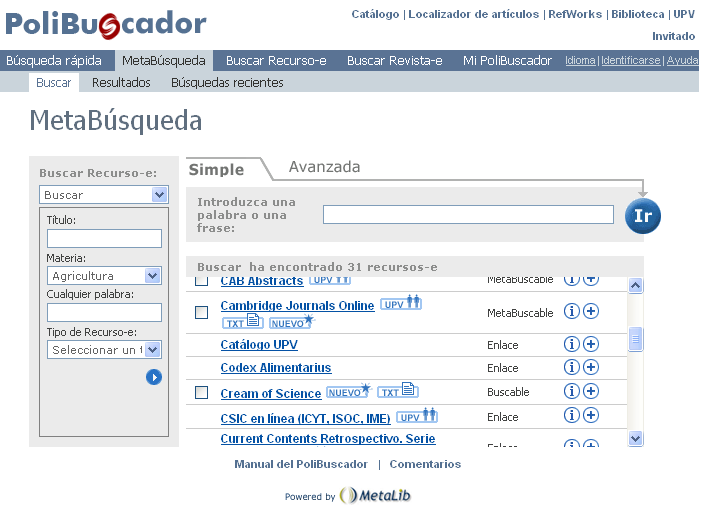 PoliBuscador
Catálogo | Localizador de artículos | RefWorks | Biblioteca | UPV
Invitado
Búsqueda rápida MetaBúsqueda Buscar Recurso-e Buscar Revista-e Mi PoliBuscador Idioma | Identificarse | Ayuda
Buscar Resultados Búsquedas recientes
MetaBúsqueda
Buscar Recurso-e:
Buscar
Título:
Materia:
Agricultura
Cualquier palabra:
Tipo de Recurso-e:
Seleccionar un t
Simple Avanzada
Introduzca una
palabra o una
frase:
Ir
Buscar ha encontrado 31 recursos-e
CAB Abstracts UPV MetaBuscable
Cambridge Journals Online UPV MetaBuscable
TXT NUEVO
Catálogo UPV Enlace
Codex Alimentarius Enlace
Cream of Science NUEVO TXT Buscable
CSIC en línea (ICYT, ISOC, IME) UPV Enlace
Current Contents Retrospectivo. Serie Enlace
Manual del PoliBuscador | Comentarios
Powered by MetaLib